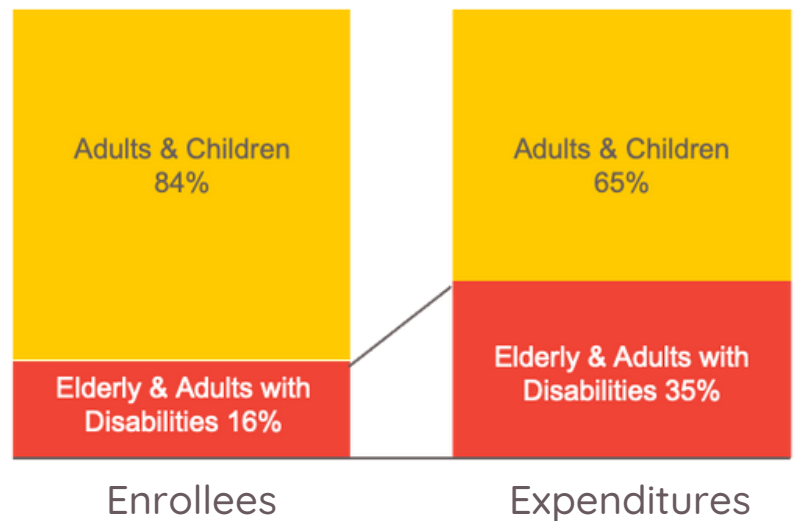 Adults & Children
84%
Elderly & Adults with
Disabilities 16%
Enrollees
Adults & Children
65%
Elderly & Adults with
Disabilities 35%
Expenditures